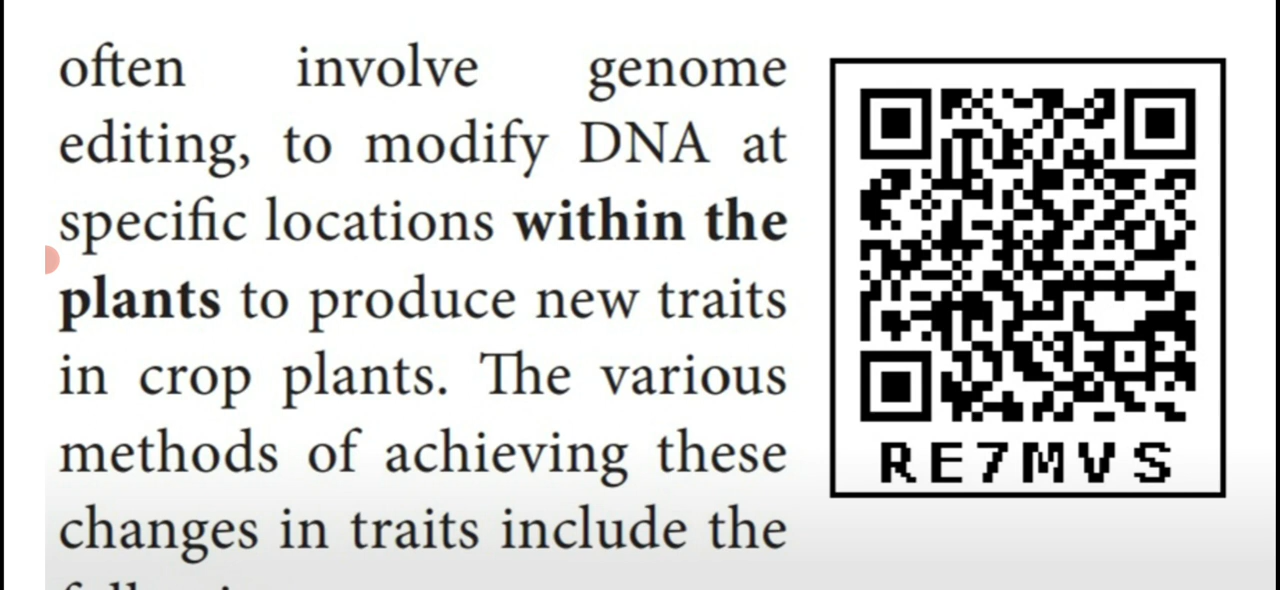 often involve genome
editing, to modify DNA at
specific locations within the
plants to produce new traits
in crop plants. The various
methods of achieving these
changes in traits include the
RE7MVS